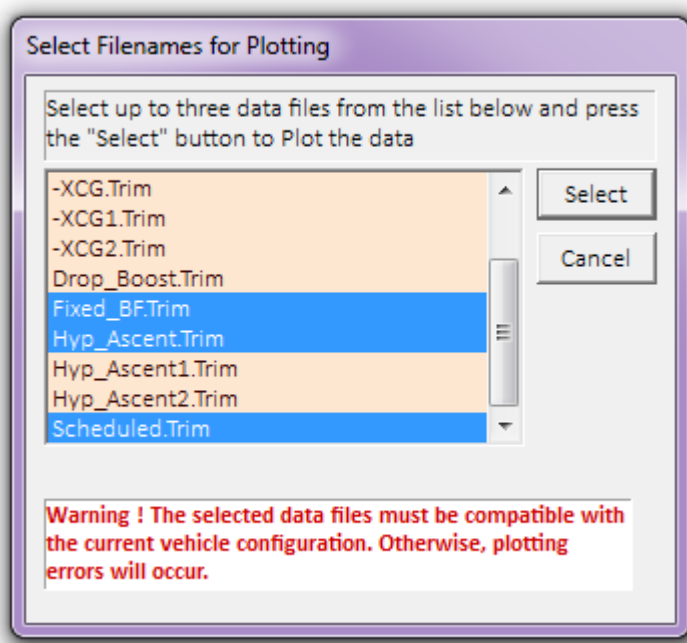 Select Filenames for Plotting
Select up to three data files from the list below and press
the "Select" button to Plot the data
-XCG.Trim
-XCG1.Trim
-XCG2.Trim
Drop_Boost.Trim
Fixed_BF.Trim
Hyp_Ascent.Trim
Hyp_Ascent1.Trim
Hyp_Ascent2.Trim
Scheduled.Trim
Select
Cancel
Warning ! The selected data files must be compatible with
the current vehicle configuration. Otherwise, plotting
errors will occur.